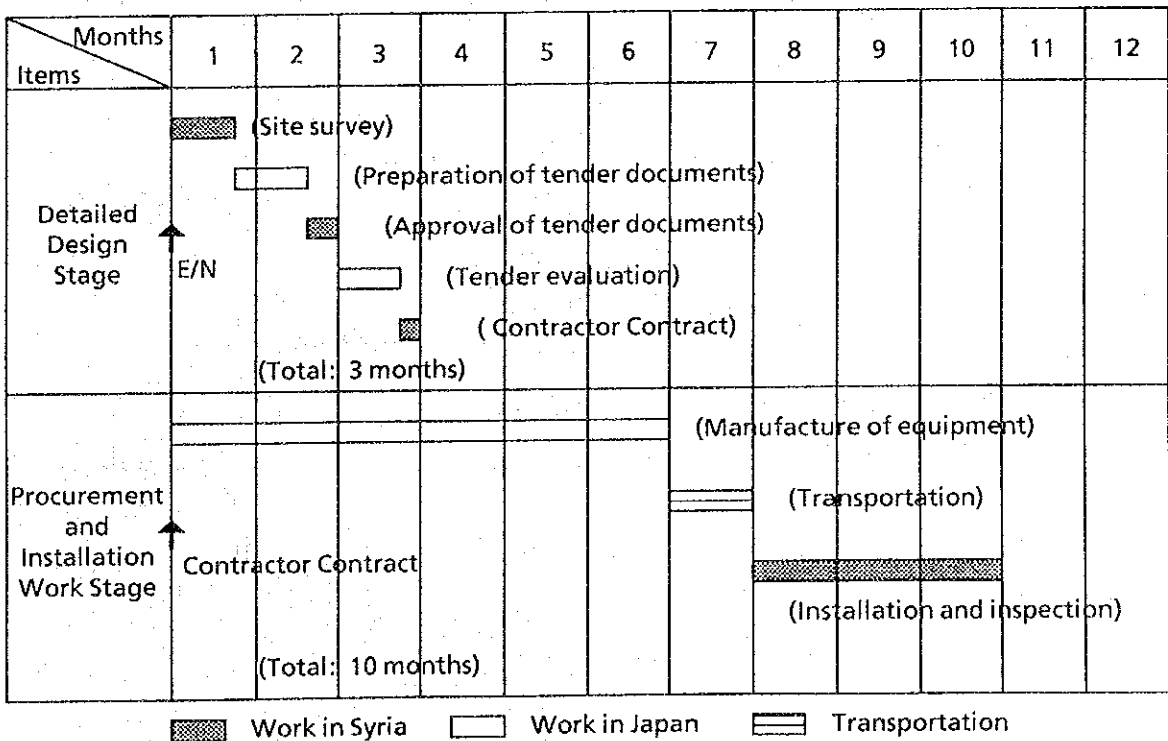 Months
Items
1 2 3 4 5 6 7 8 9 10 11 12
(Site survey)
(Preparation of tender documents)
Detailed
Design
Stage
(Approval of tender documents)
E/N
(Tender evaluation)
( Contractor Contract)
(Total: 3 months)
(Manufacture of equipment)
Procurement
and
Installation
Work Stage
(Transportation)
Contractor Contract
(Installation and inspection)
(Total: 10 months)
Work in Syria Work in Japan Transportation